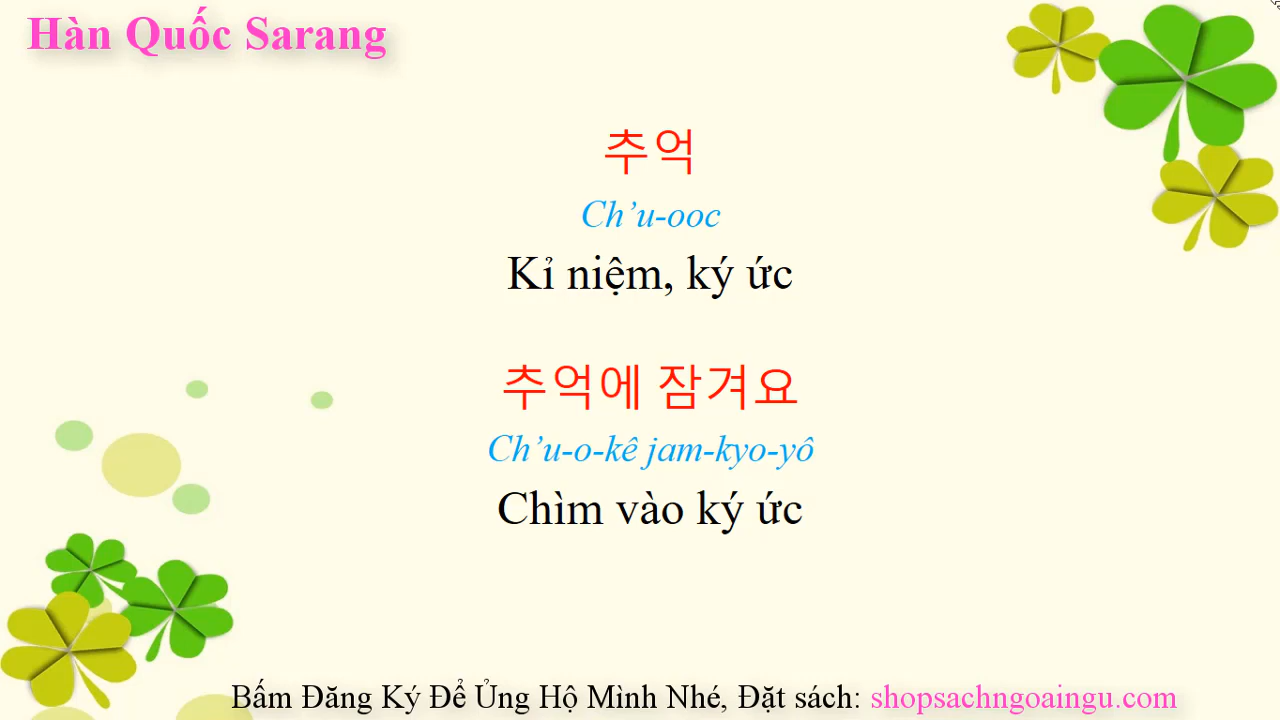 Hàn Quốc Sarang
추억
Ch’u-ooc
Kỉ niệm, ký ức
추억에 잠겨요
Ch’u-o-kê jam-kyo-yô
Chìm vào ký ức
Bấm Đăng Ký Để Ủng Hộ Mình Nhé, Đặt sách: shopsachngoaingu.com